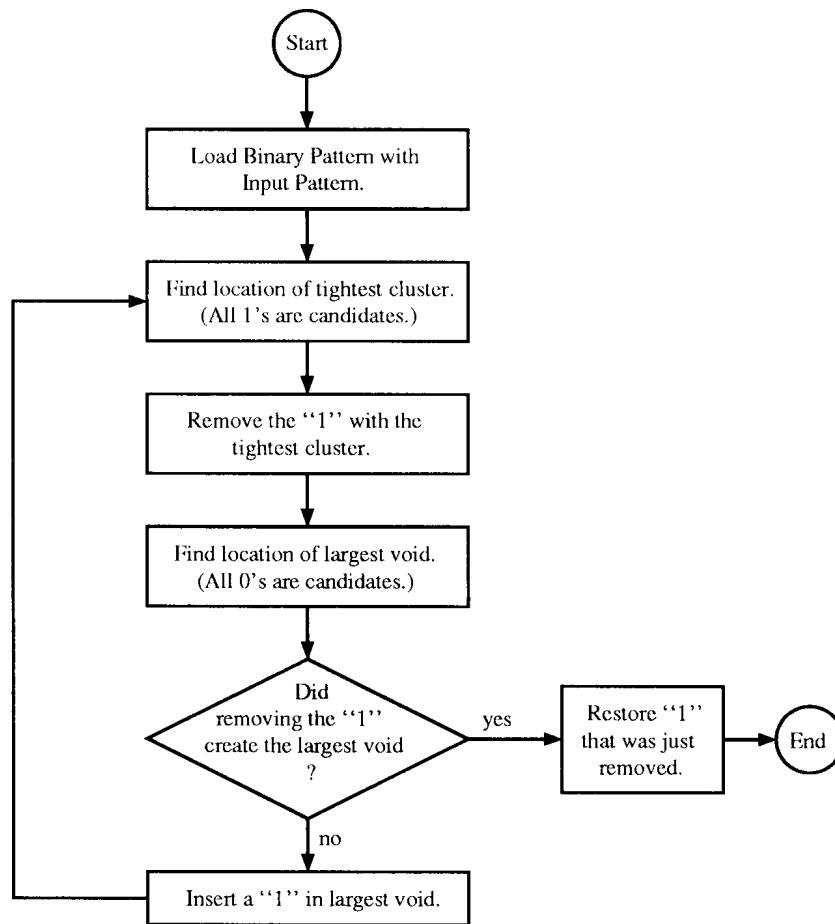 Start
Load Binary Pattern with
Input Pattern.
Find location of tightest cluster.
(All 1's are candidates.)
Remove the “1” with the
tightest cluster.
Find location of largest void.
(All 0's are candidates.)
Did
removing the “1”
create the largest void
?
yes
Restore “1”
that was just
removed.
End
no
Insert a “1” in largest void.